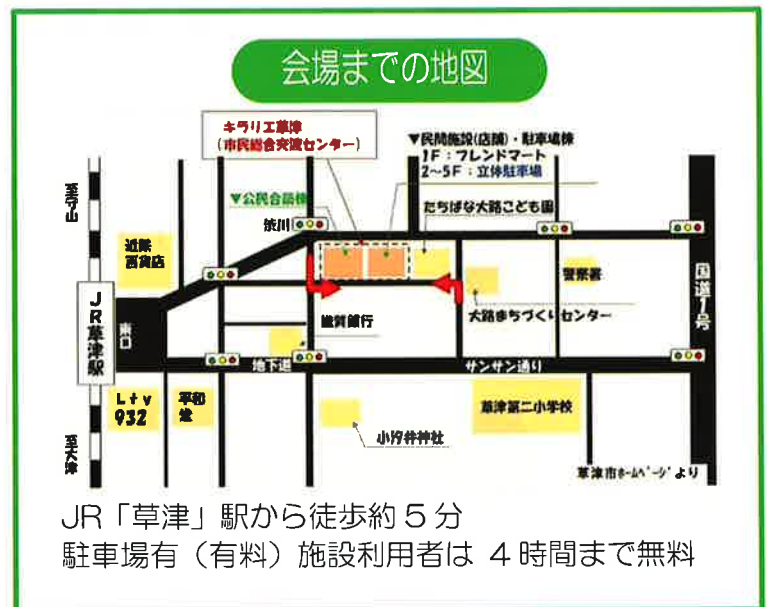 会場までの地図
キラリエ草津
(市民総合交流センター)
▼民間施設(店舗)・駐車場棟
1F:フレンドマート
2~5F:立体駐車場
▼公民合築棟
たちばな大路こども園
渋川
至守山
近鉄
百貨店
警察署
国道1号
JR草津駅
東口
滋賀銀行
大路まちづくりセンター
地下道
サンサン通り
Lty
932
平和
堂
草津第二小学校
小汐井神社
至大津
草津市ホームページより
JR「草津」駅から徒歩約5分
駐車場有(有料)施設利用者は 4時間まで無料